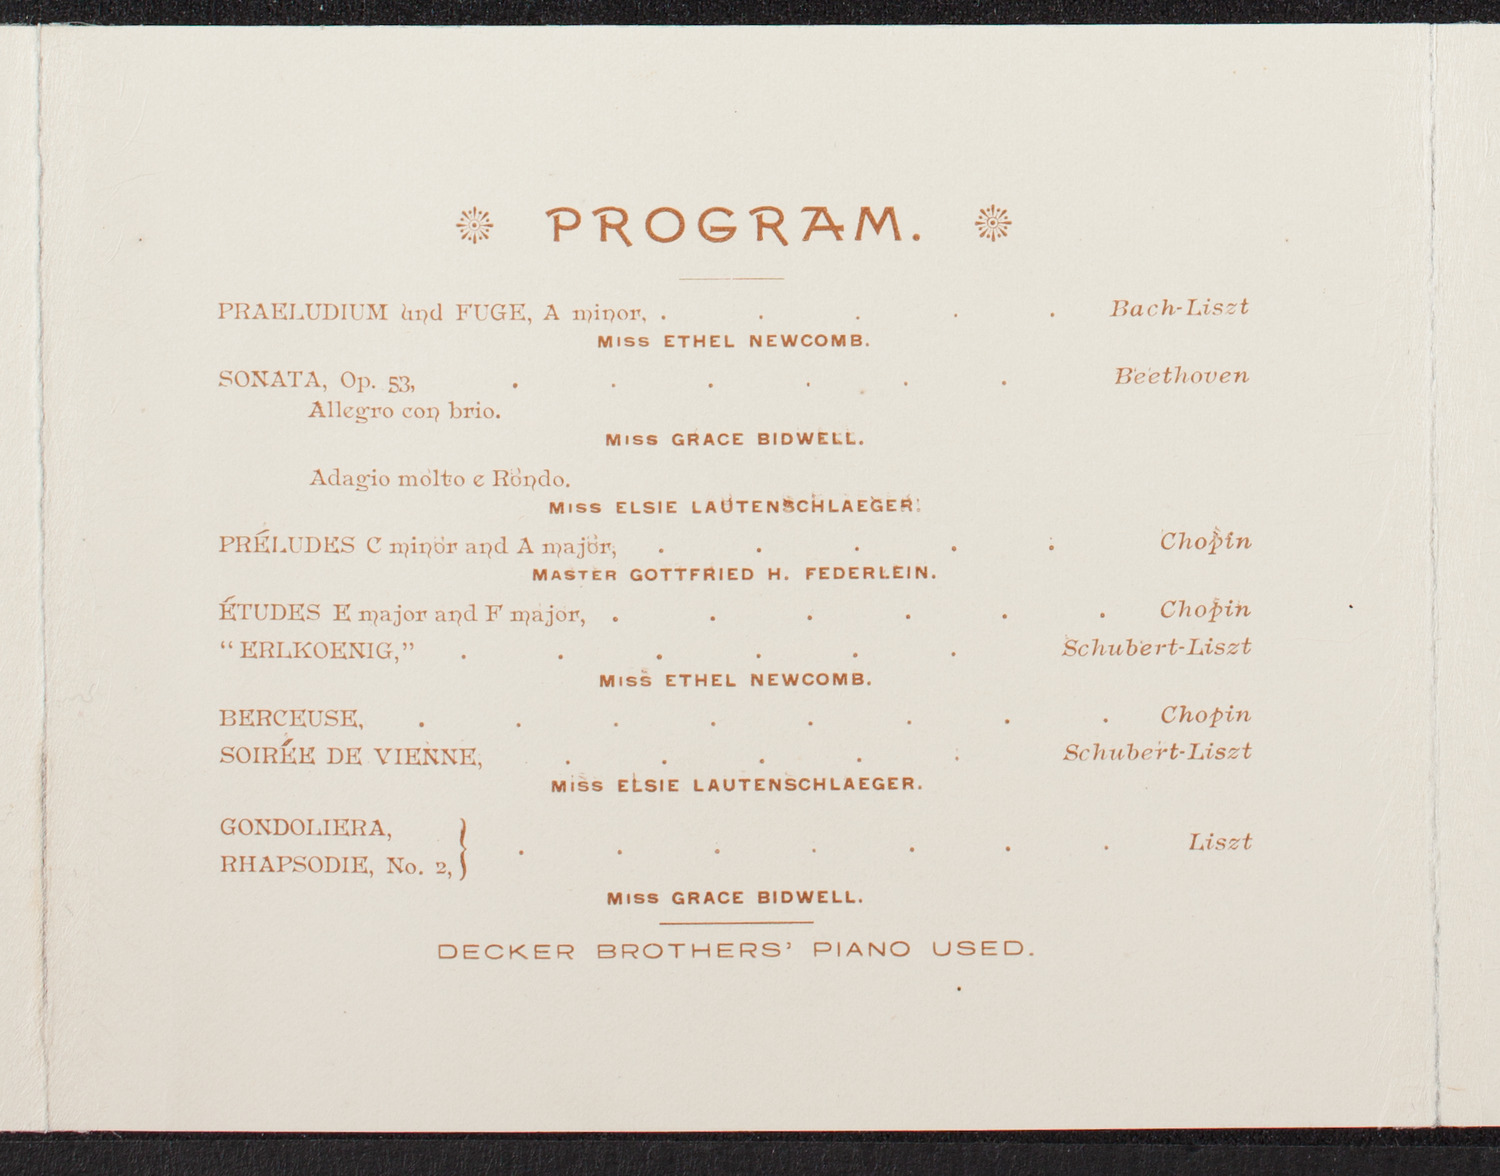 PROGRAM.
PRAELUDIUM und FUGE, A minor, . . . . . Bach-Liszt
MISS ETHEL NEWCOMB.
SONATA, Op. 53, . . . . . . Beethoven
Allegro con brio.
MISS GRACE BIDWELL.
Adagio molto e Rondo.
MISS ELSIE LAUTENSCHLAEGER.
PRÉLUDES C minor and A major, . . . . . Chopin
MASTER GOTTFRIED H. FEDERLEIN.
ÉTUDES E major and F major, . . . . . . Chopin
“ERLKOENIG,” . . . . . . Schubert-Liszt
MISS ETHEL NEWCOMB.
BERCEUSE, . . . . . . . . Chopin
SOIRÉE DE VIENNE, . . . . . Schubert-Liszt
MISS ELSIE LAUTENSCHLAEGER.
GONDOLIERA,
RHAPSODIE, No. 2, } . . . . . . . Liszt
MISS GRACE BIDWELL.
DECKER BROTHERS’ PIANO USED.